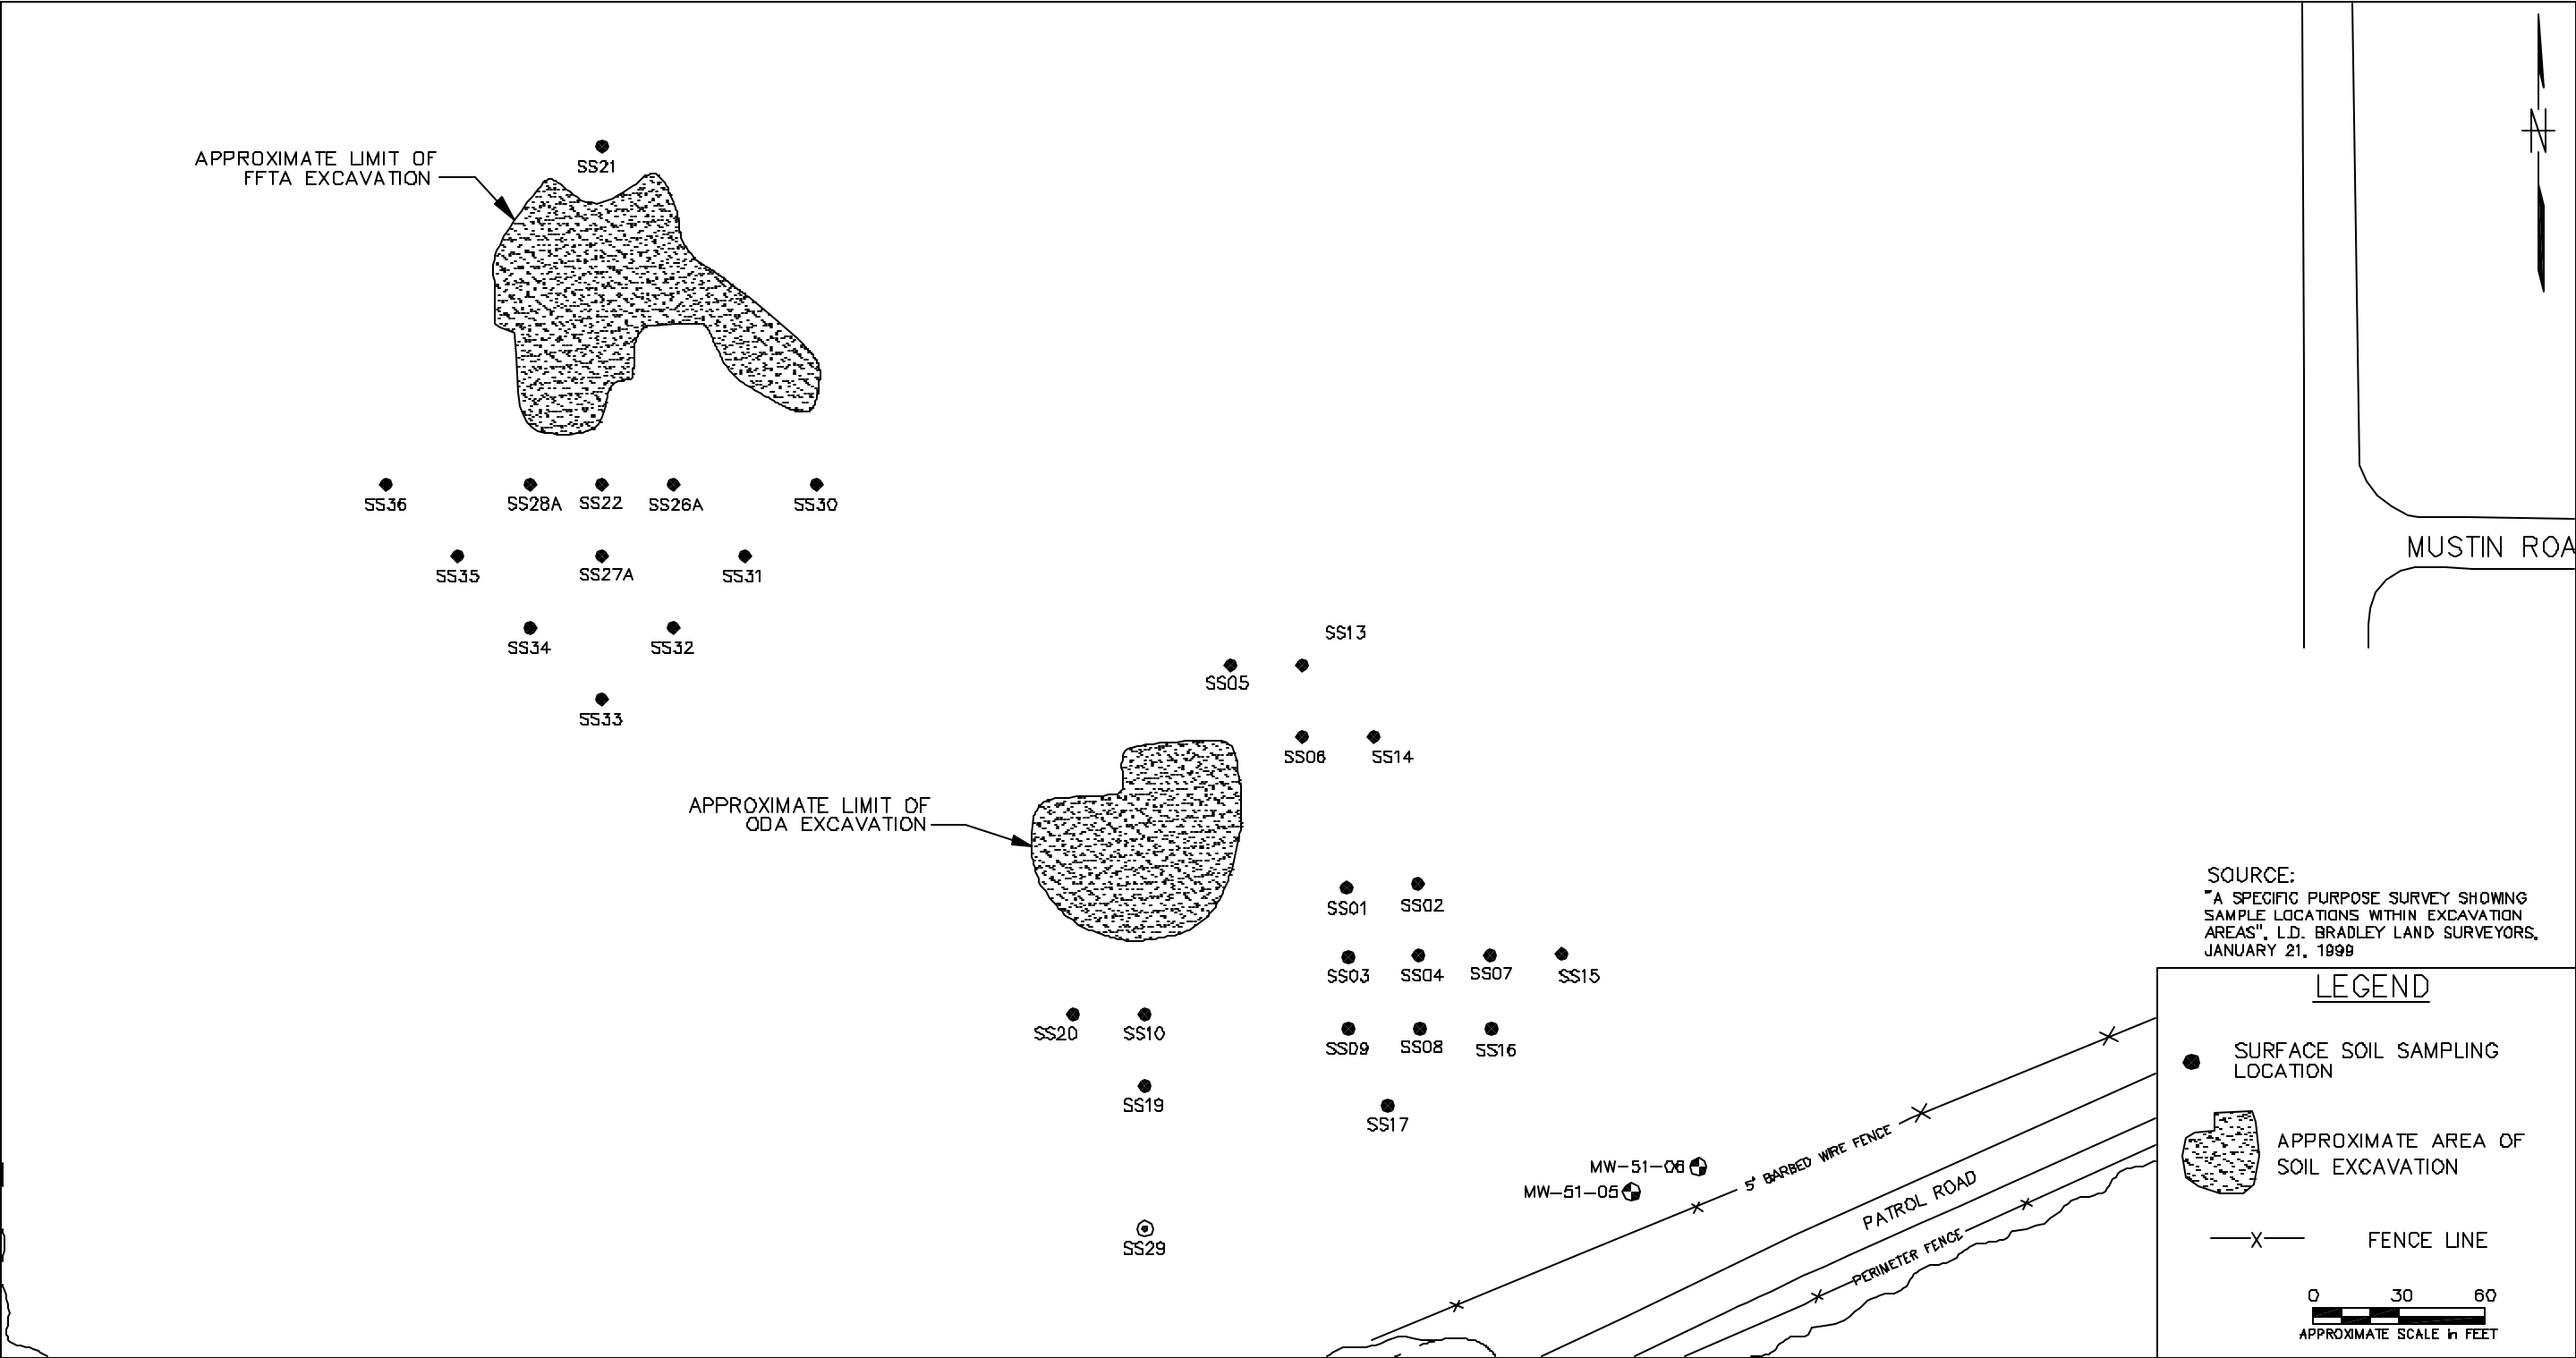 N
APPROXIMATE LIMIT OF
FFTA EXCAVATION
SS21
SS36
SS28A
SS22
SS26A
SS30
MUSTIN ROA
SS35
SS27A
SS31
SS34
SS32
SS13
SS05
SS33
SS06
SS14
APPROXIMATE LIMIT OF
ODA EXCAVATION
SS01
SS02
SS03
SS04
SS07
SS15
SS20
SS10
SS09
SS08
SS16
SS19
SS17
MW-51-06
MW-51-05
5' BARBED WIRE FENCE
PATROL ROAD
PERIMETER FENCE
SS29
SOURCE:
"A SPECIFIC PURPOSE SURVEY SHOWING
SAMPLE LOCATIONS WITHIN EXCAVATION
AREAS", L.D. BRADLEY LAND SURVEYORS,
JANUARY 21, 1999
LEGEND
SURFACE SOIL SAMPLING
LOCATION
APPROXIMATE AREA OF
SOIL EXCAVATION
X FENCE LINE
0 30 60
APPROXIMATE SCALE in FEET